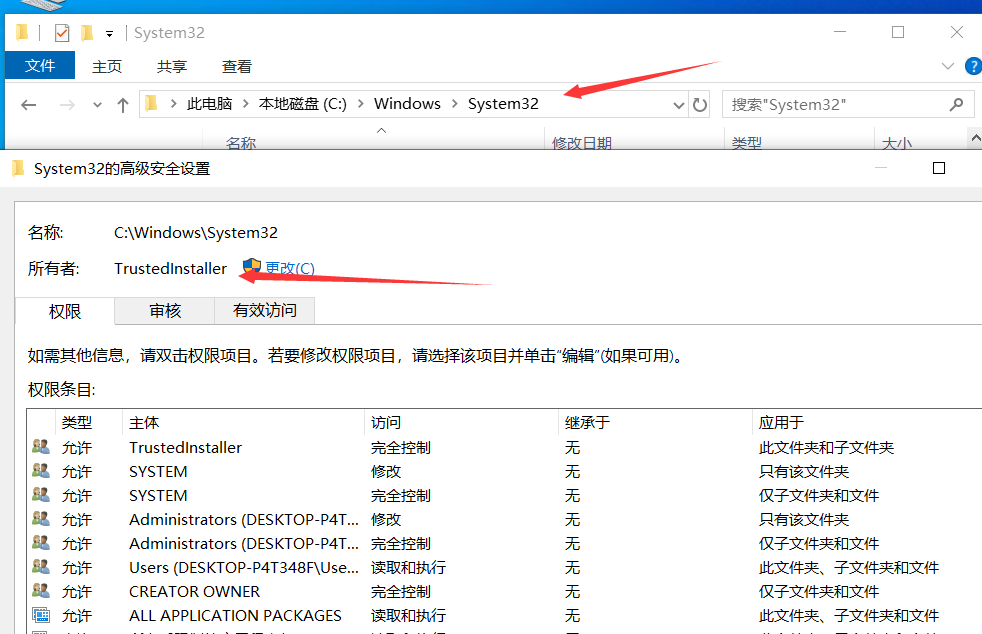 System32
文件 主页 共享 查看
此电脑 本地磁盘 (C:) Windows System32 搜索"System32"
名称 修改日期 类型 大小
System32的高级安全设置
名称: C:\Windows\System32
所有者: TrustedInstaller 更改(C)
权限 审核 有效访问
如需其他信息，请双击权限项目。若要修改权限项目，请选择该项目并单击“编辑”(如果可用)。
权限条目:
类型 主体 访问 继承于 应用于
允许 TrustedInstaller 完全控制 无 此文件夹和子文件夹
允许 SYSTEM 修改 无 只有该文件夹
允许 SYSTEM 完全控制 无 仅子文件夹和文件
允许 Administrators (DESKTOP-P4T... 修改 无 只有该文件夹
允许 Administrators (DESKTOP-P4T... 完全控制 无 仅子文件夹和文件
允许 Users (DESKTOP-P4T348F\Use... 读取和执行 无 此文件夹、子文件夹和文件
允许 CREATOR OWNER 完全控制 无 仅子文件夹和文件
允许 ALL APPLICATION PACKAGES 读取和执行 无 此文件夹、子文件夹和文件